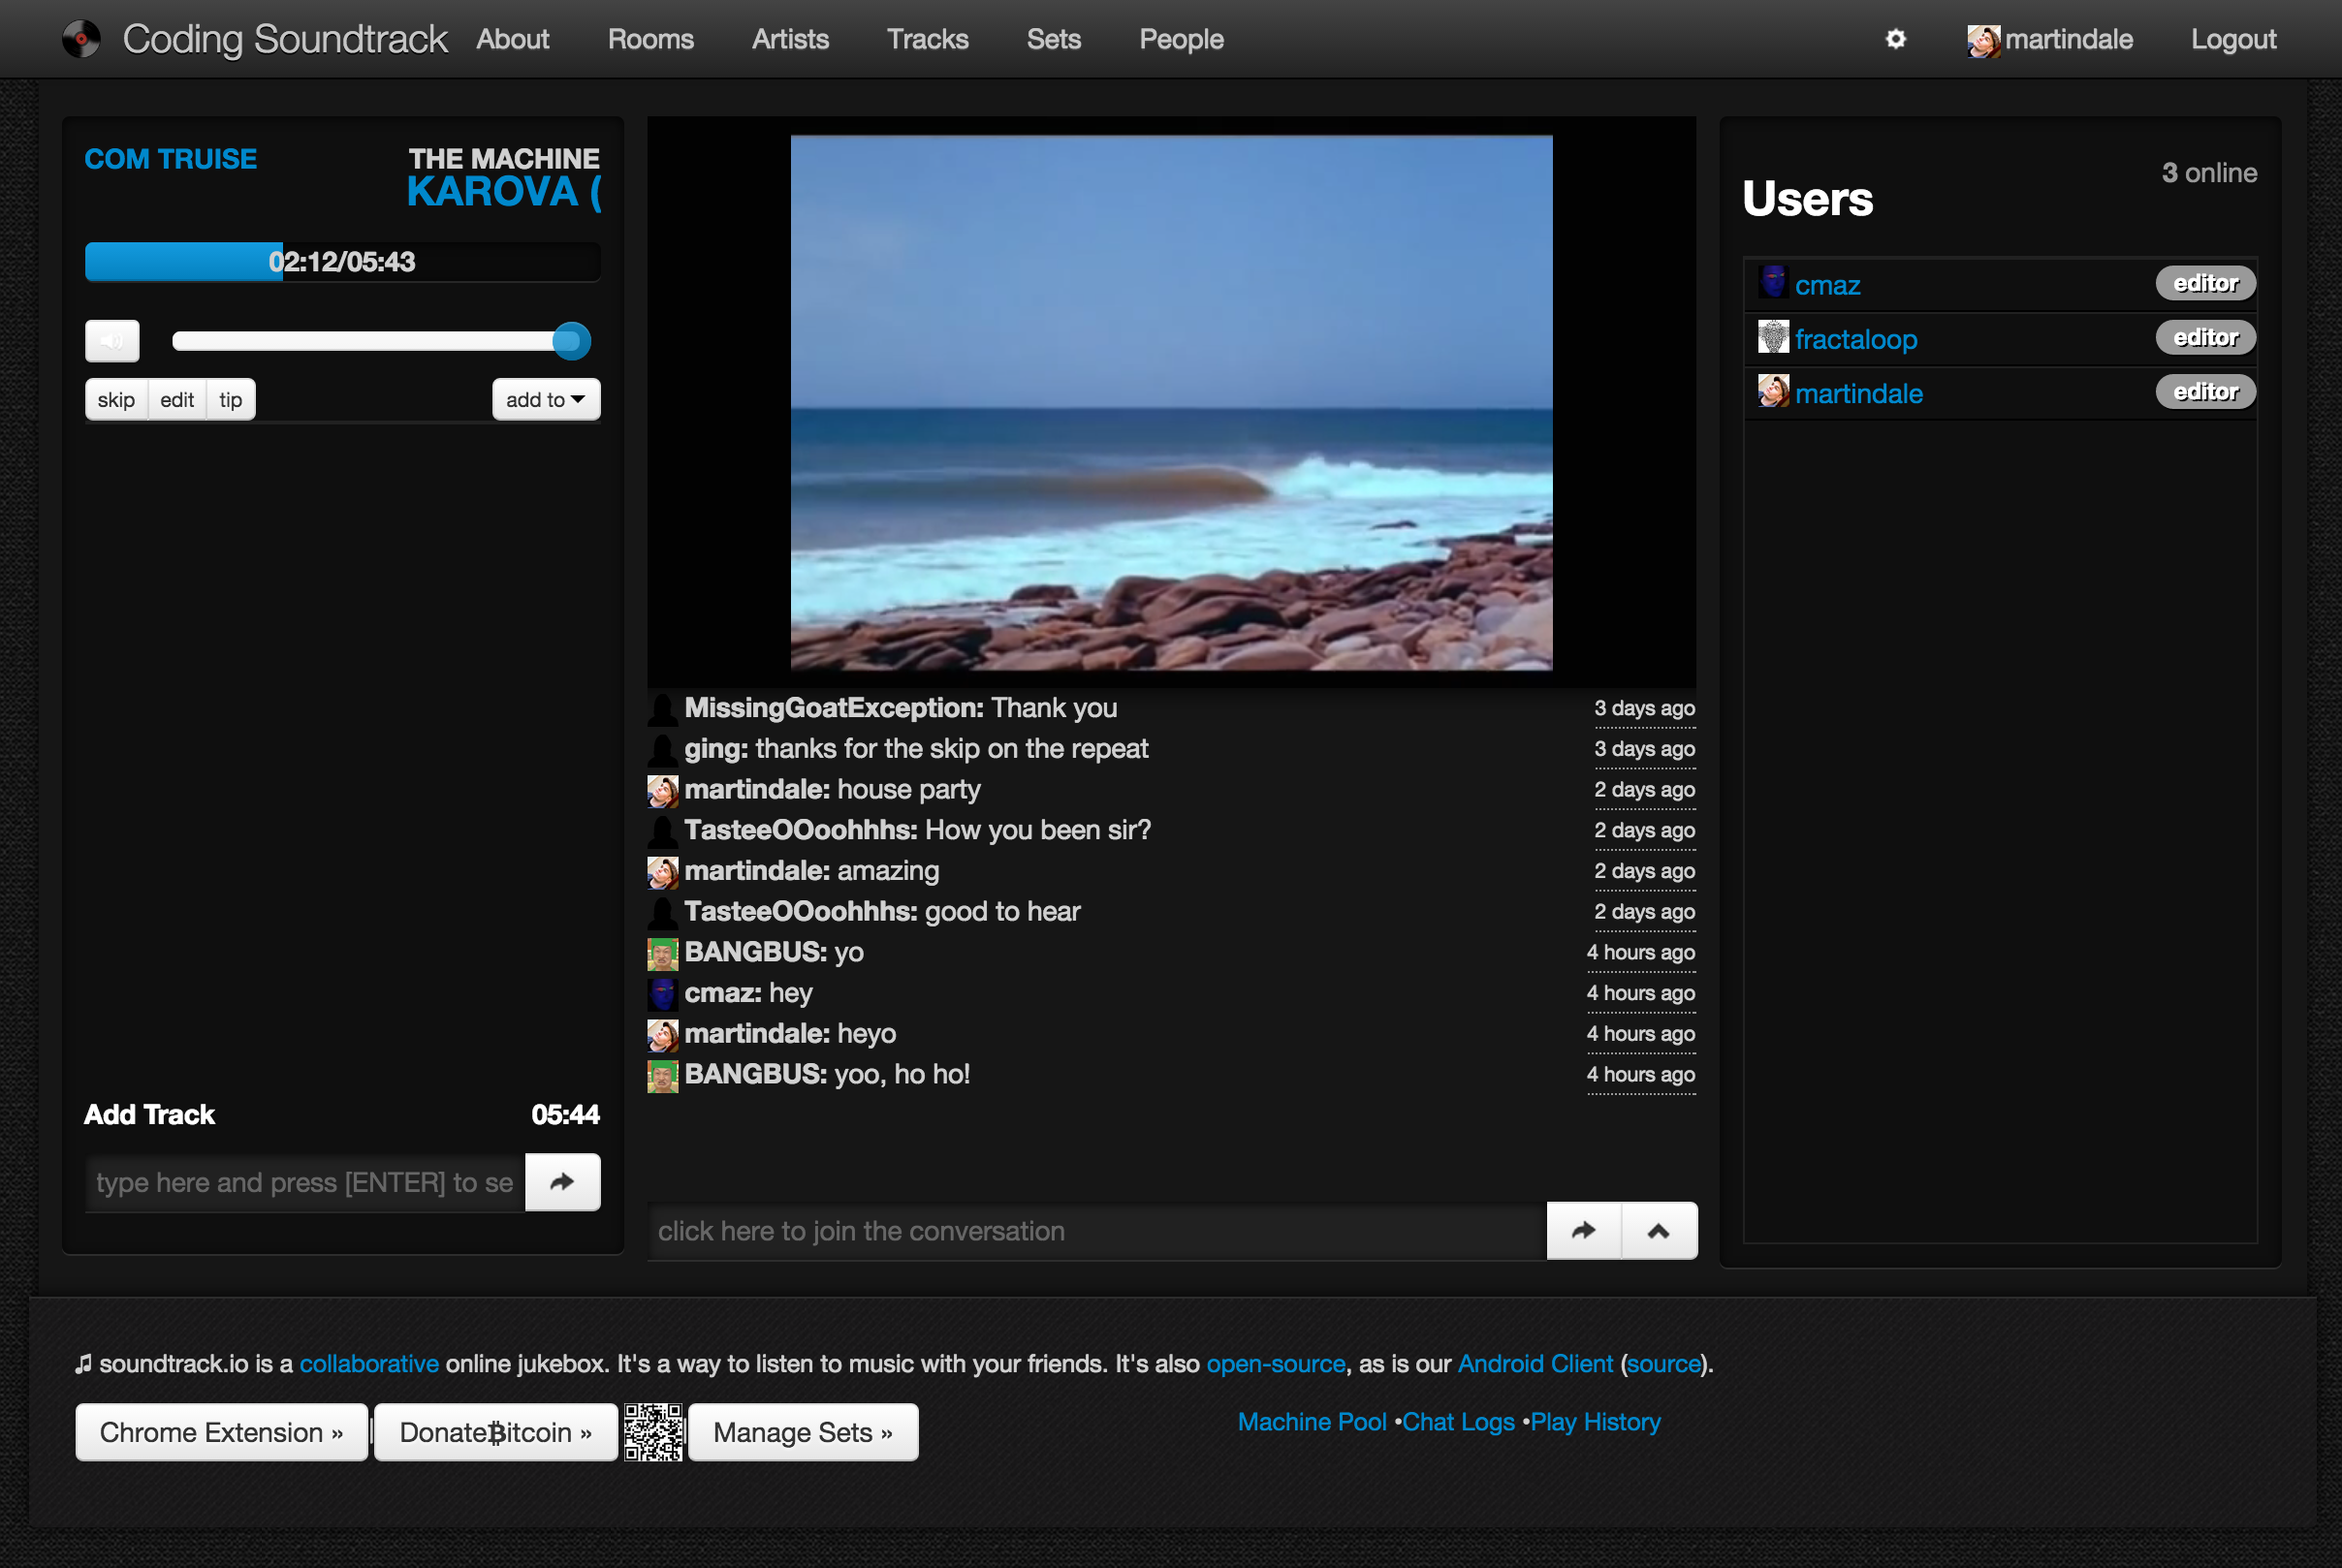 Coding Soundtrack About Rooms Artists Tracks Sets People martindale Logout
COM TRUISE
THE MACHINE
KAROVA (
02:12/05:43
skip edit tip add to
Add Track 05:44
type here and press [ENTER] to se
MissingGoatException: Thank you 3 days ago
ging: thanks for the skip on the repeat 3 days ago
martindale: house party 2 days ago
TasteeOOoohhhs: How you been sir? 2 days ago
martindale: amazing 2 days ago
TasteeOOoohhhs: good to hear 2 days ago
BANGBUS: yo 4 hours ago
cmaz: hey 4 hours ago
martindale: heyo 4 hours ago
BANGBUS: yoo, ho ho! 4 hours ago
click here to join the conversation
3 online
Users
cmaz editor
fractaloop editor
martindale editor
soundtrack.io is a collaborative online jukebox. It's a way to listen to music with your friends. It's also open-source, as is our Android Client (source).
Chrome Extension » Donate₿itcoin » Manage Sets »
Machine Pool •Chat Logs •Play History